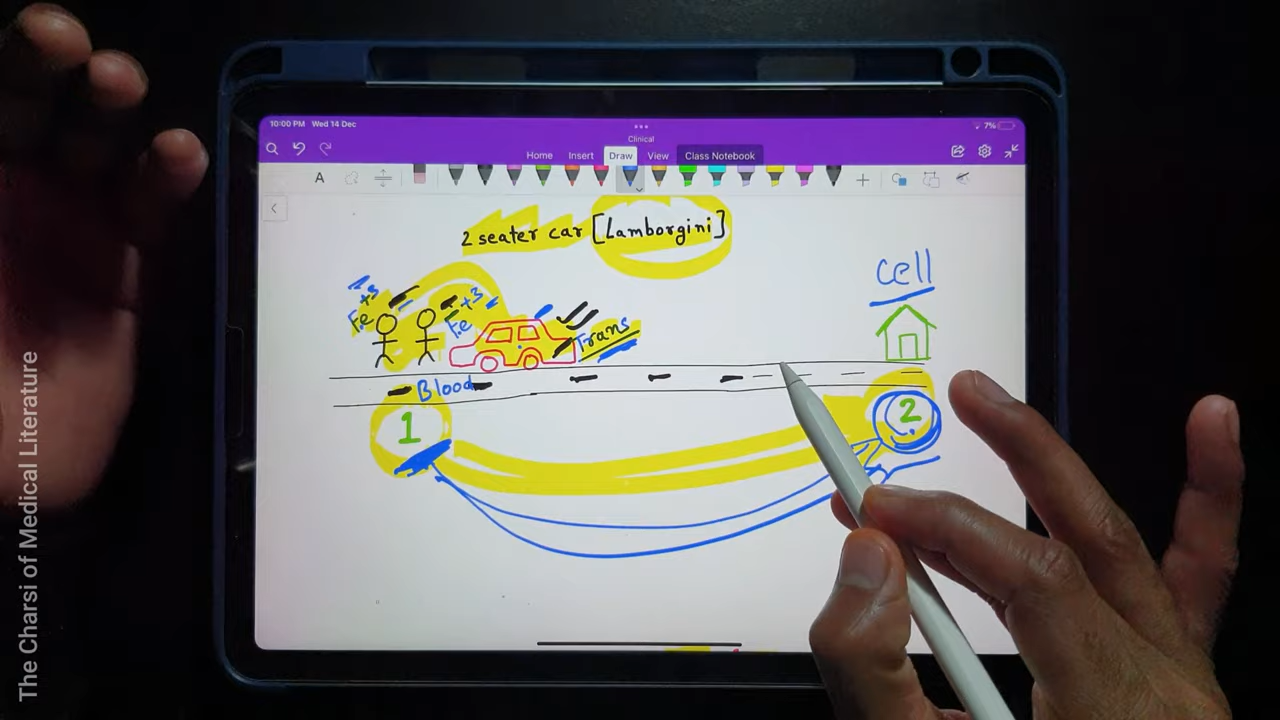 10:00 PM Wed 14 Dec
7%
Clinical
Home Insert Draw View Class Notebook
A
2 seater car [Lamborgini]
cell
Fe+3
Fe+3
Trans
Blood
1
2
The Charsi of Medical Literature